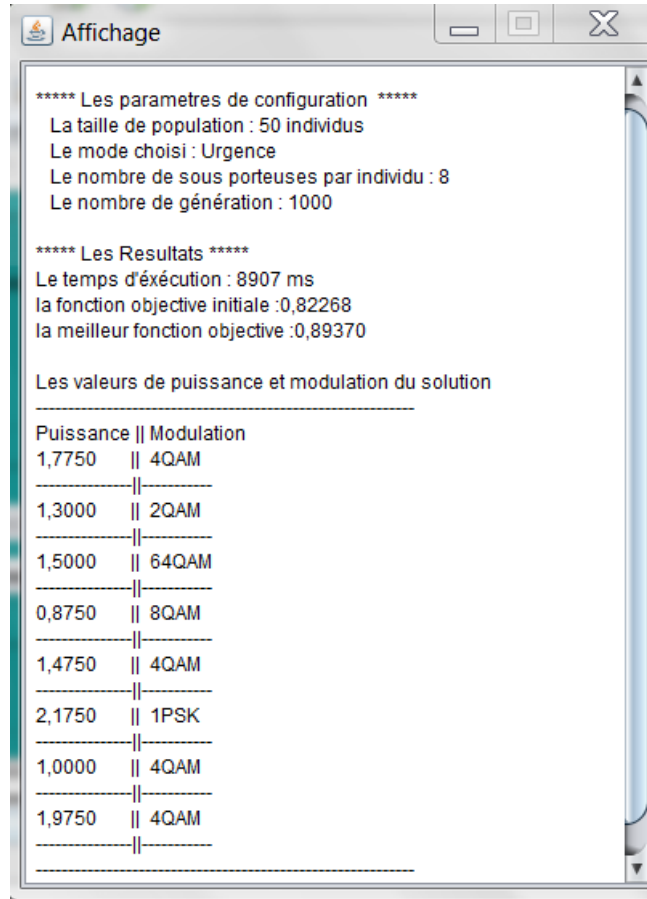 Affichage
***** Les parametres de configuration *****
La taille de population : 50 individus
Le mode choisi : Urgence
Le nombre de sous porteuses par individu : 8
Le nombre de génération : 1000
***** Les Resultats *****
Le temps d'éxécution : 8907 ms
la fonction objective initiale :0,82268
la meilleur fonction objective :0,89370
Les valeurs de puissance et modulation du solution
----------------------------------------------------------
Puissance || Modulation
1,7750 || 4QAM
---------------||-----------
1,3000 || 2QAM
---------------||-----------
1,5000 || 64QAM
---------------||-----------
0,8750 || 8QAM
---------------||-----------
1,4750 || 4QAM
---------------||-----------
2,1750 || 1PSK
---------------||-----------
1,0000 || 4QAM
---------------||-----------
1,9750 || 4QAM
---------------||-----------
----------------------------------------------------------